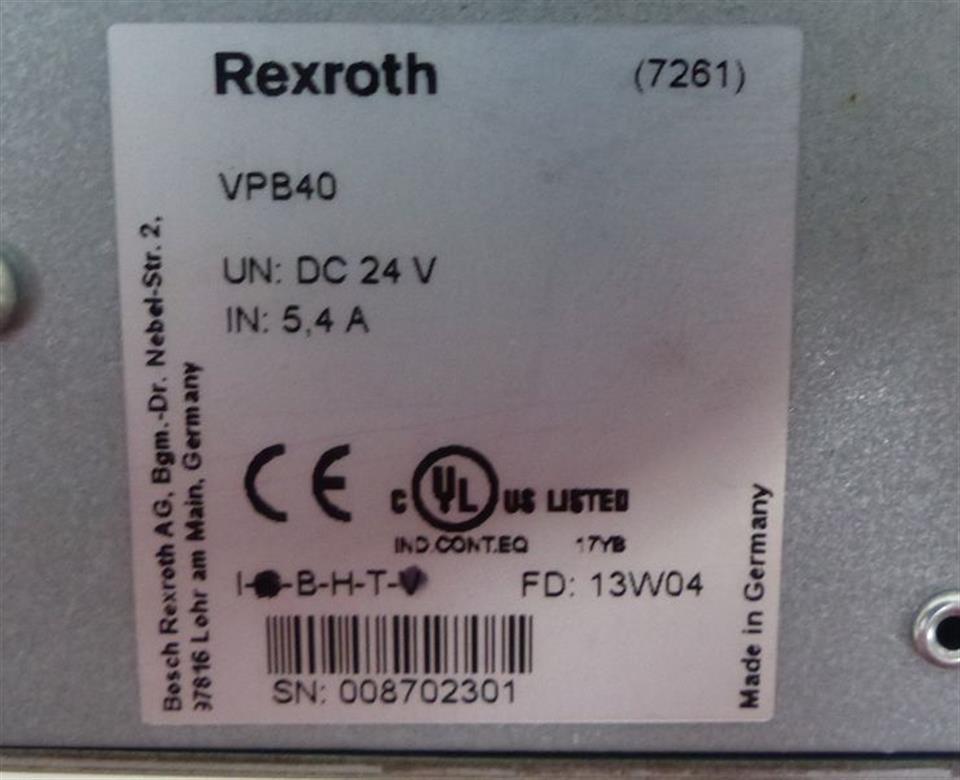 Rexroth (7261)
VPB40
UN: DC 24 V
IN: 5,4 A
Bosch Rexroth AG, Bgm.-Dr. Nebel-Str. 2,
97816 Lohr am Main, Germany
CE
C UL US LISTED
IND.CONT.EQ 17YB
I- -B-H-T-V FD: 13W04
SN: 008702301
Made in Germany